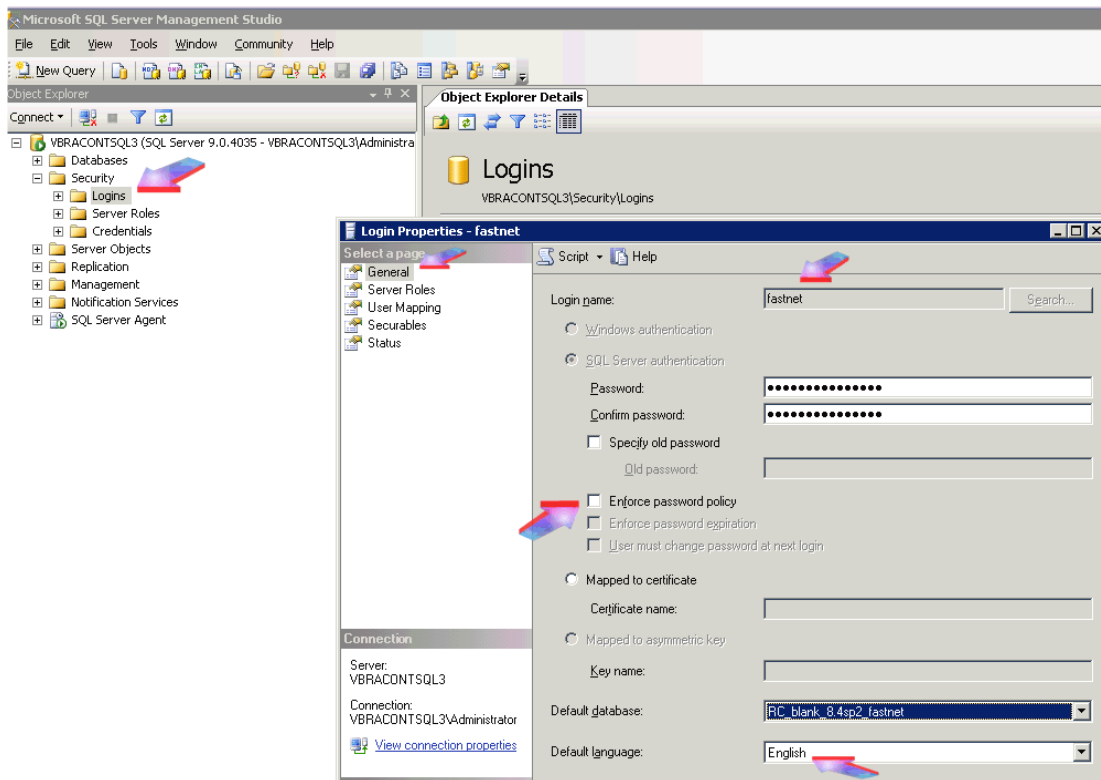 Microsoft SQL Server Management Studio
File Edit View Tools Window Community Help
New Query
Object Explorer
Connect
VBRACONTSQL3 (SQL Server 9.0.4035 - VBRACONTSQL3\Administra
Databases
Security
Logins
Server Roles
Credentials
Server Objects
Replication
Management
Notification Services
SQL Server Agent
Object Explorer Details
Logins
VBRACONTSQL3\Security\Logins
Login Properties - fastnet
Select a page
General
Server Roles
User Mapping
Securables
Status
Connection
Server:
VBRACONTSQL3
Connection:
VBRACONTSQL3\Administrator
View connection properties
Script Help
Login name: fastnet Search...
Windows authentication
SQL Server authentication
Password: ●●●●●●●●●●●●●●●
Confirm password: ●●●●●●●●●●●●●●●
Specify old password
Old password:
Enforce password policy
Enforce password expiration
User must change password at next login
Mapped to certificate
Certificate name:
Mapped to asymmetric key
Key name:
Default database: RC_blank_8.4sp2_fastnet
Default language: English